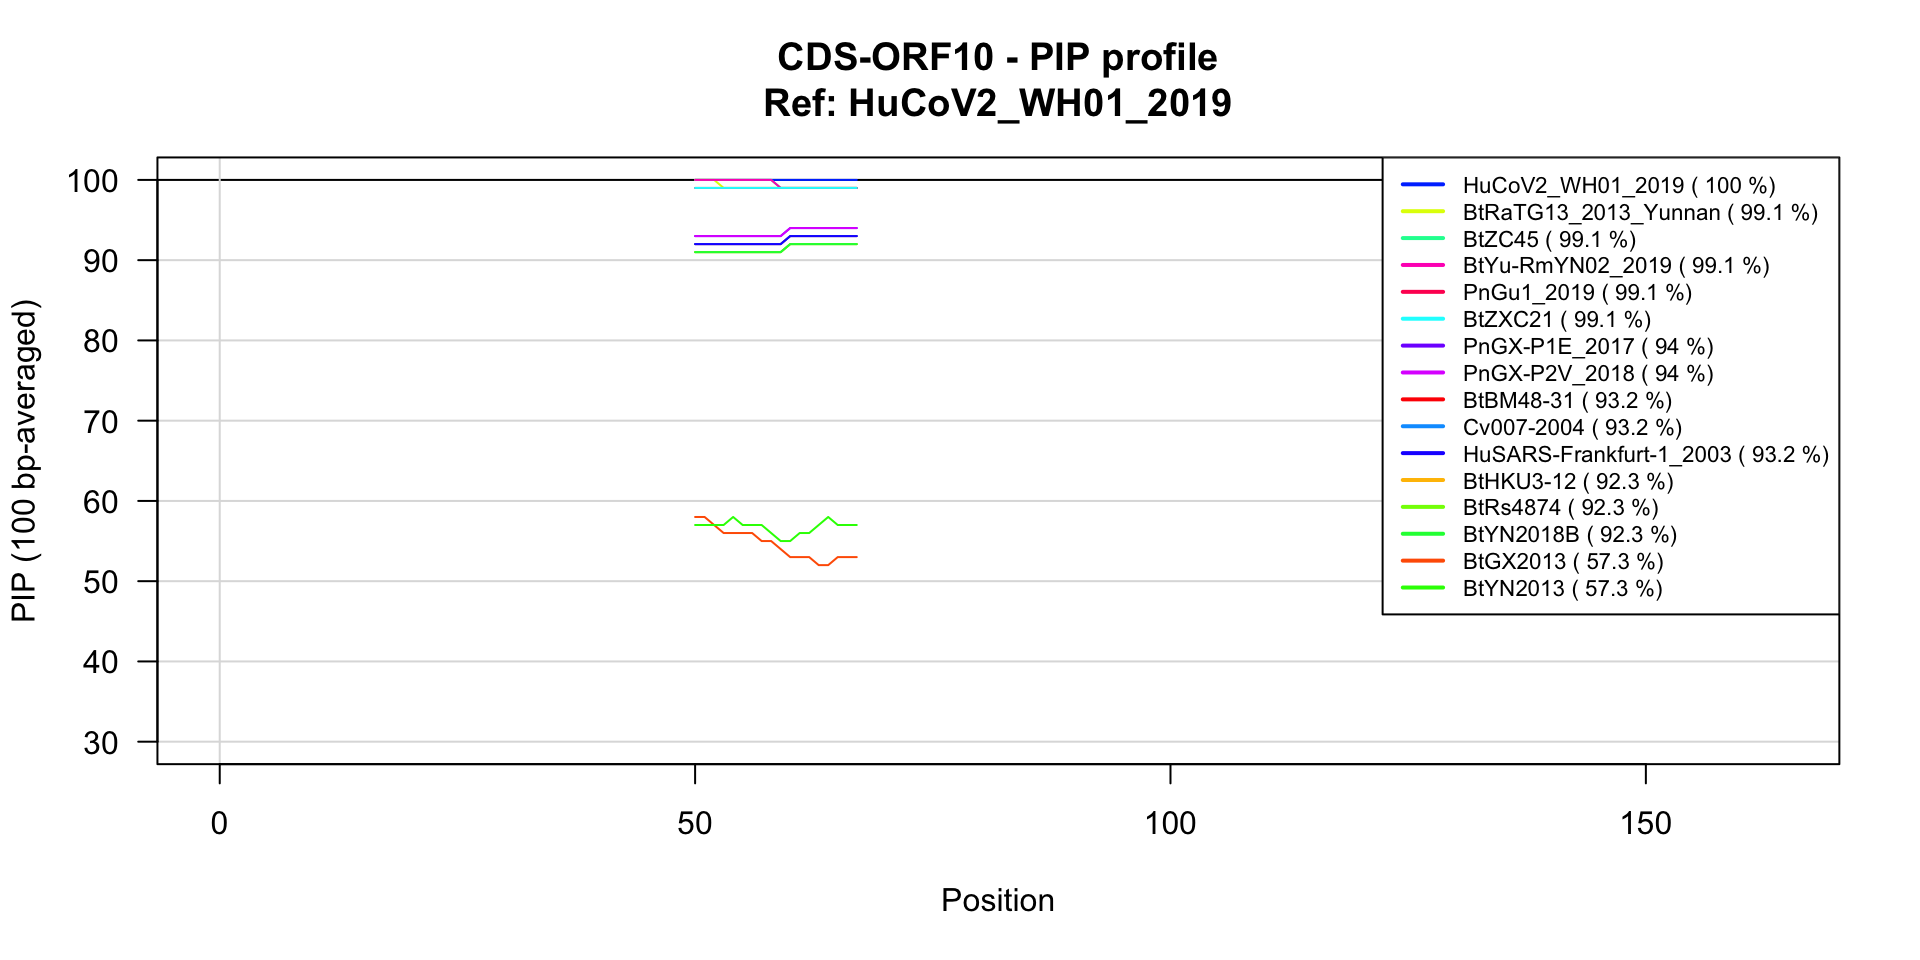 CDS-ORF10 - PIP profile
Ref: HuCoV2_WH01_2019
PIP (100 bp-averaged)
100
90
80
70
60
50
40
30
HuCoV2_WH01_2019 ( 100 %)
BtRaTG13_2013_Yunnan ( 99.1 %)
BtZC45 ( 99.1 %)
BtYu-RmYN02_2019 ( 99.1 %)
PnGu1_2019 ( 99.1 %)
BtZXC21 ( 99.1 %)
PnGX-P1E_2017 ( 94 %)
PnGX-P2V_2018 ( 94 %)
BtBM48-31 ( 93.2 %)
Cv007-2004 ( 93.2 %)
HuSARS-Frankfurt-1_2003 ( 93.2 %)
BtHKU3-12 ( 92.3 %)
BtRs4874 ( 92.3 %)
BtYN2018B ( 92.3 %)
BtGX2013 ( 57.3 %)
BtYN2013 ( 57.3 %)
0 50 100 150
Position